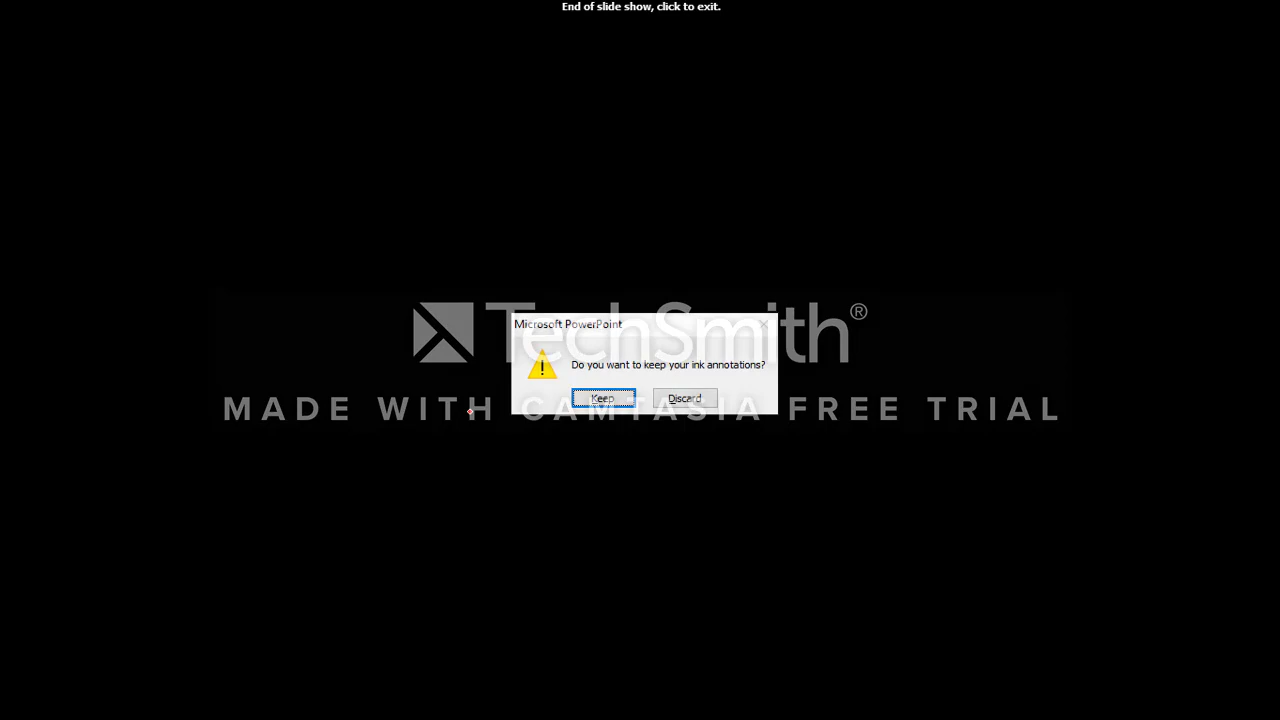 End of slide show, click to exit.
TechSmith®
Microsoft PowerPoint
Do you want to keep your ink annotations?
Keep
Discard
MADE WITH CAMTASIA FREE TRIAL